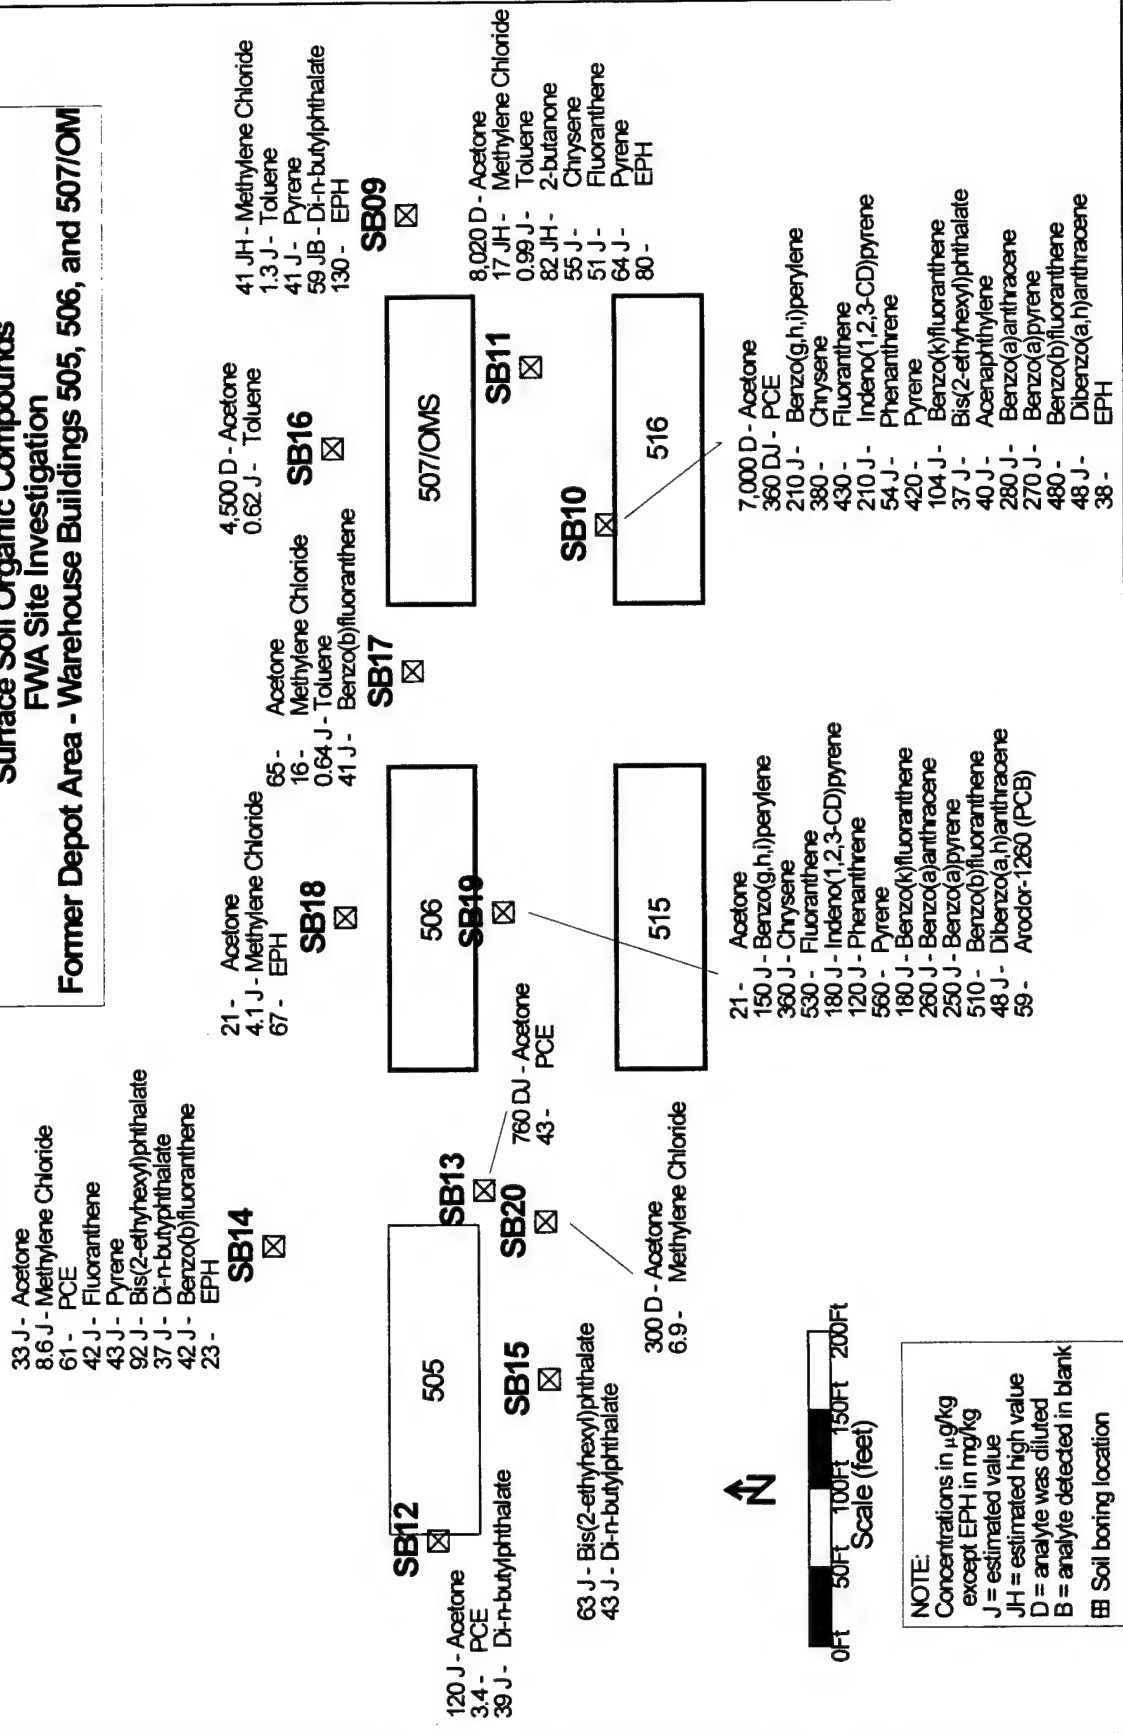 Surface Soil Organic Compounds
FWA Site Investigation
Former Depot Area - Warehouse Buildings 505, 506, and 507/OM
33 J - Acetone
8.6 J - Methylene Chloride
61 - PCE
42 J - Fluoranthene
43 J - Pyrene
92 J - Bis(2-ethyhexyl)phthalate
37 J - Di-n-butyphthalate
42 J - Benzo(b)fluoranthene
23 - EPH
SB14
21 - Acetone
4.1 J - Methylene Chloride
67 - EPH
SB18
65 - Acetone
16 - Methylene Chloride
0.64 J - Toluene
41 J - Benzo(b)fluoranthene
SB17
4,500 D - Acetone
0.62 J - Toluene
SB16
41 JH - Methylene Chloride
1.3 J - Toluene
41 J - Pyrene
59 JB - Di-n-butylphthalate
130 - EPH
SB09
SB12
505
SB13
506
SB19
507/OMS
SB11
8,020 D - Acetone
17 JH - Methylene Chloride
0.99 J - Toluene
82 JH - 2-butanone
55 J - Chrysene
51 J - Fluoranthene
64 J - Pyrene
80 - EPH
120 J - Acetone
3.4 - PCE
39 J - Di-n-butylphthalate
SB15
SB20
760 DJ - Acetone
43 - PCE
63 J - Bis(2-ethyhexyl)phthalate
43 J - Di-n-butylphthalate
300 D - Acetone
6.9 - Methylene Chloride
515
SB10
516
21 - Acetone
150 J - Benzo(g,h,i)perylene
360 J - Chrysene
530 - Fluoranthene
180 J - Indeno(1,2,3-CD)pyrene
120 J - Phenanthrene
560 - Pyrene
180 J - Benzo(k)fluoranthene
260 J - Benzo(a)anthracene
250 J - Benzo(a)pyrene
510 - Benzo(b)fluoranthene
48 J - Dibenzo(a,h)anthracene
59 - Aroclor-1260 (PCB)
7,000 D - Acetone
360 DJ - PCE
210 J - Benzo(g,h,i)perylene
380 - Chrysene
430 - Fluoranthene
210 J - Indeno(1,2,3-CD)pyrene
54 J - Phenanthrene
420 - Pyrene
104 J - Benzo(k)fluoranthene
37 J - Bis(2-ethyhexyl)phthalate
40 J - Acenaphthylene
280 J - Benzo(a)anthracene
270 J - Benzo(a)pyrene
480 - Benzo(b)fluoranthene
48 J - Dibenzo(a,h)anthracene
38 - EPH
N
0Ft 50Ft 100Ft 150Ft 200Ft
Scale (feet)
NOTE:
Concentrations in µg/kg
except EPH in mg/kg
J = estimated value
JH = estimated high value
D = analyte was diluted
B = analyte detected in blank
Soil boring location